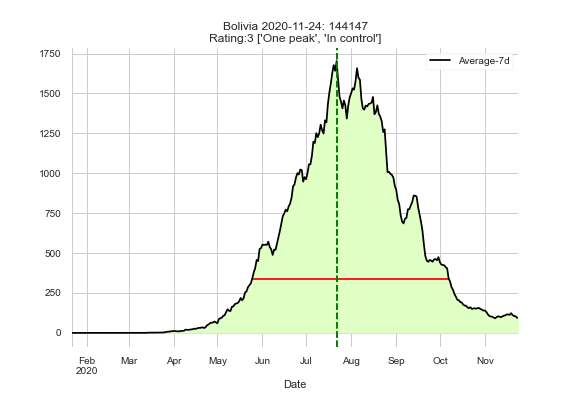 Bolivia 2020-11-24: 144147
Rating:3 ['One peak', 'In control']
Average-7d
1750
1500
1250
1000
750
500
250
0
Feb Mar Apr May Jun Jul Aug Sep Oct Nov
2020
Date